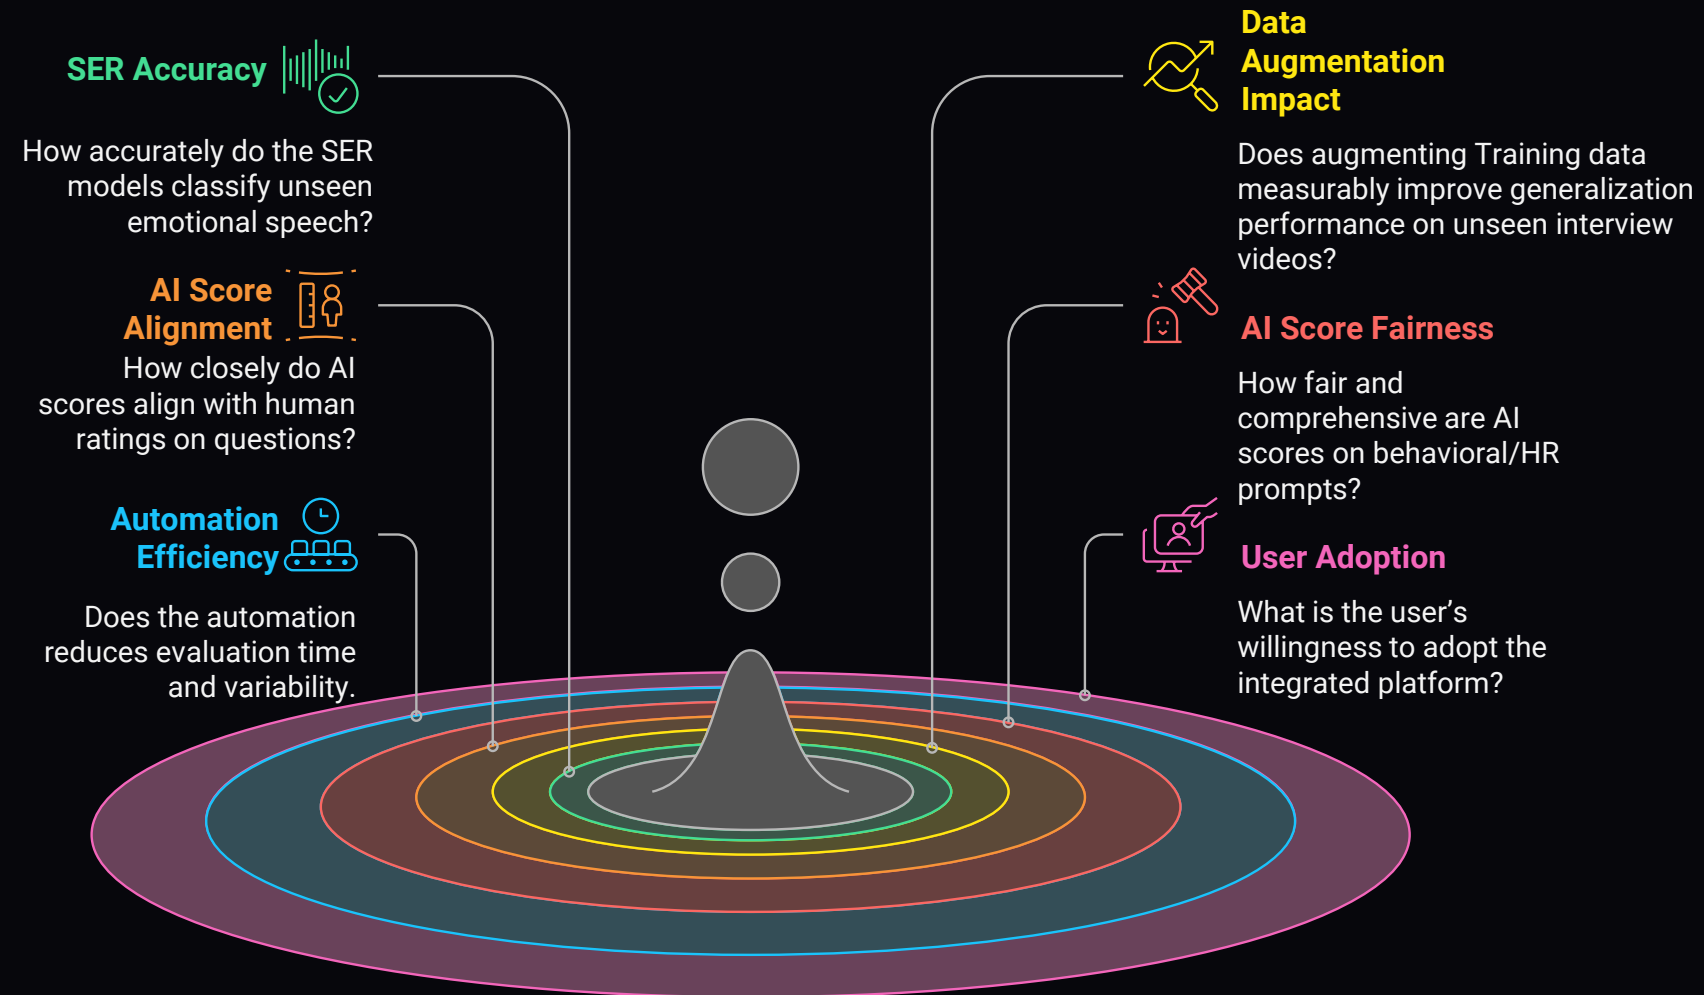 SER Accuracy
How accurately do the SER
models classify unseen
emotional speech?
AI Score
Alignment
How closely do AI
scores align with human
ratings on questions?
Automation
Efficiency
Does the automation
reduces evaluation time
and variability.
Data
Augmentation
Impact
Does augmenting Training data
measurably improve generalization
performance on unseen interview
videos?
AI Score Fairness
How fair and
comprehensive are AI
scores on behavioral/HR
prompts?
User Adoption
What is the user’s
willingness to adopt the
integrated platform?